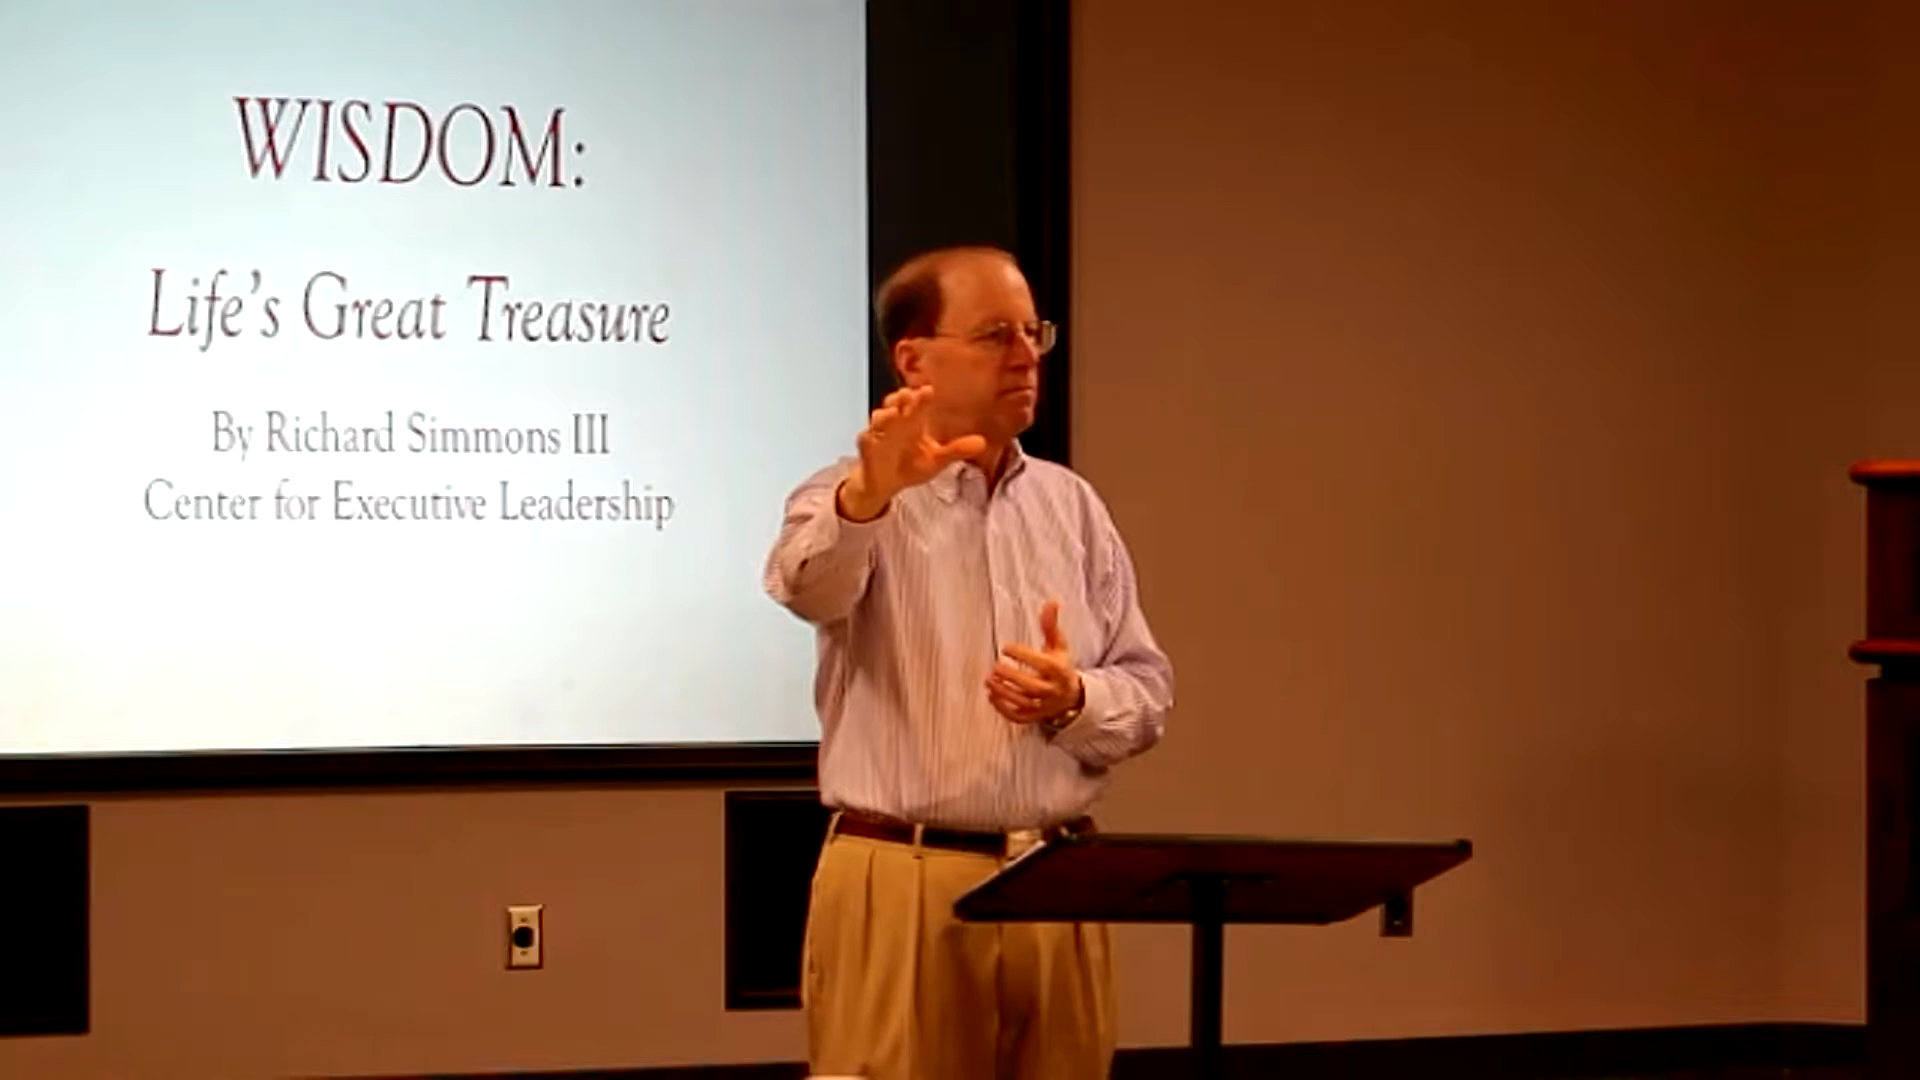 WISDOM:
Life's Great Treasure
By Richard Simmons III
Center for Executive Leadership